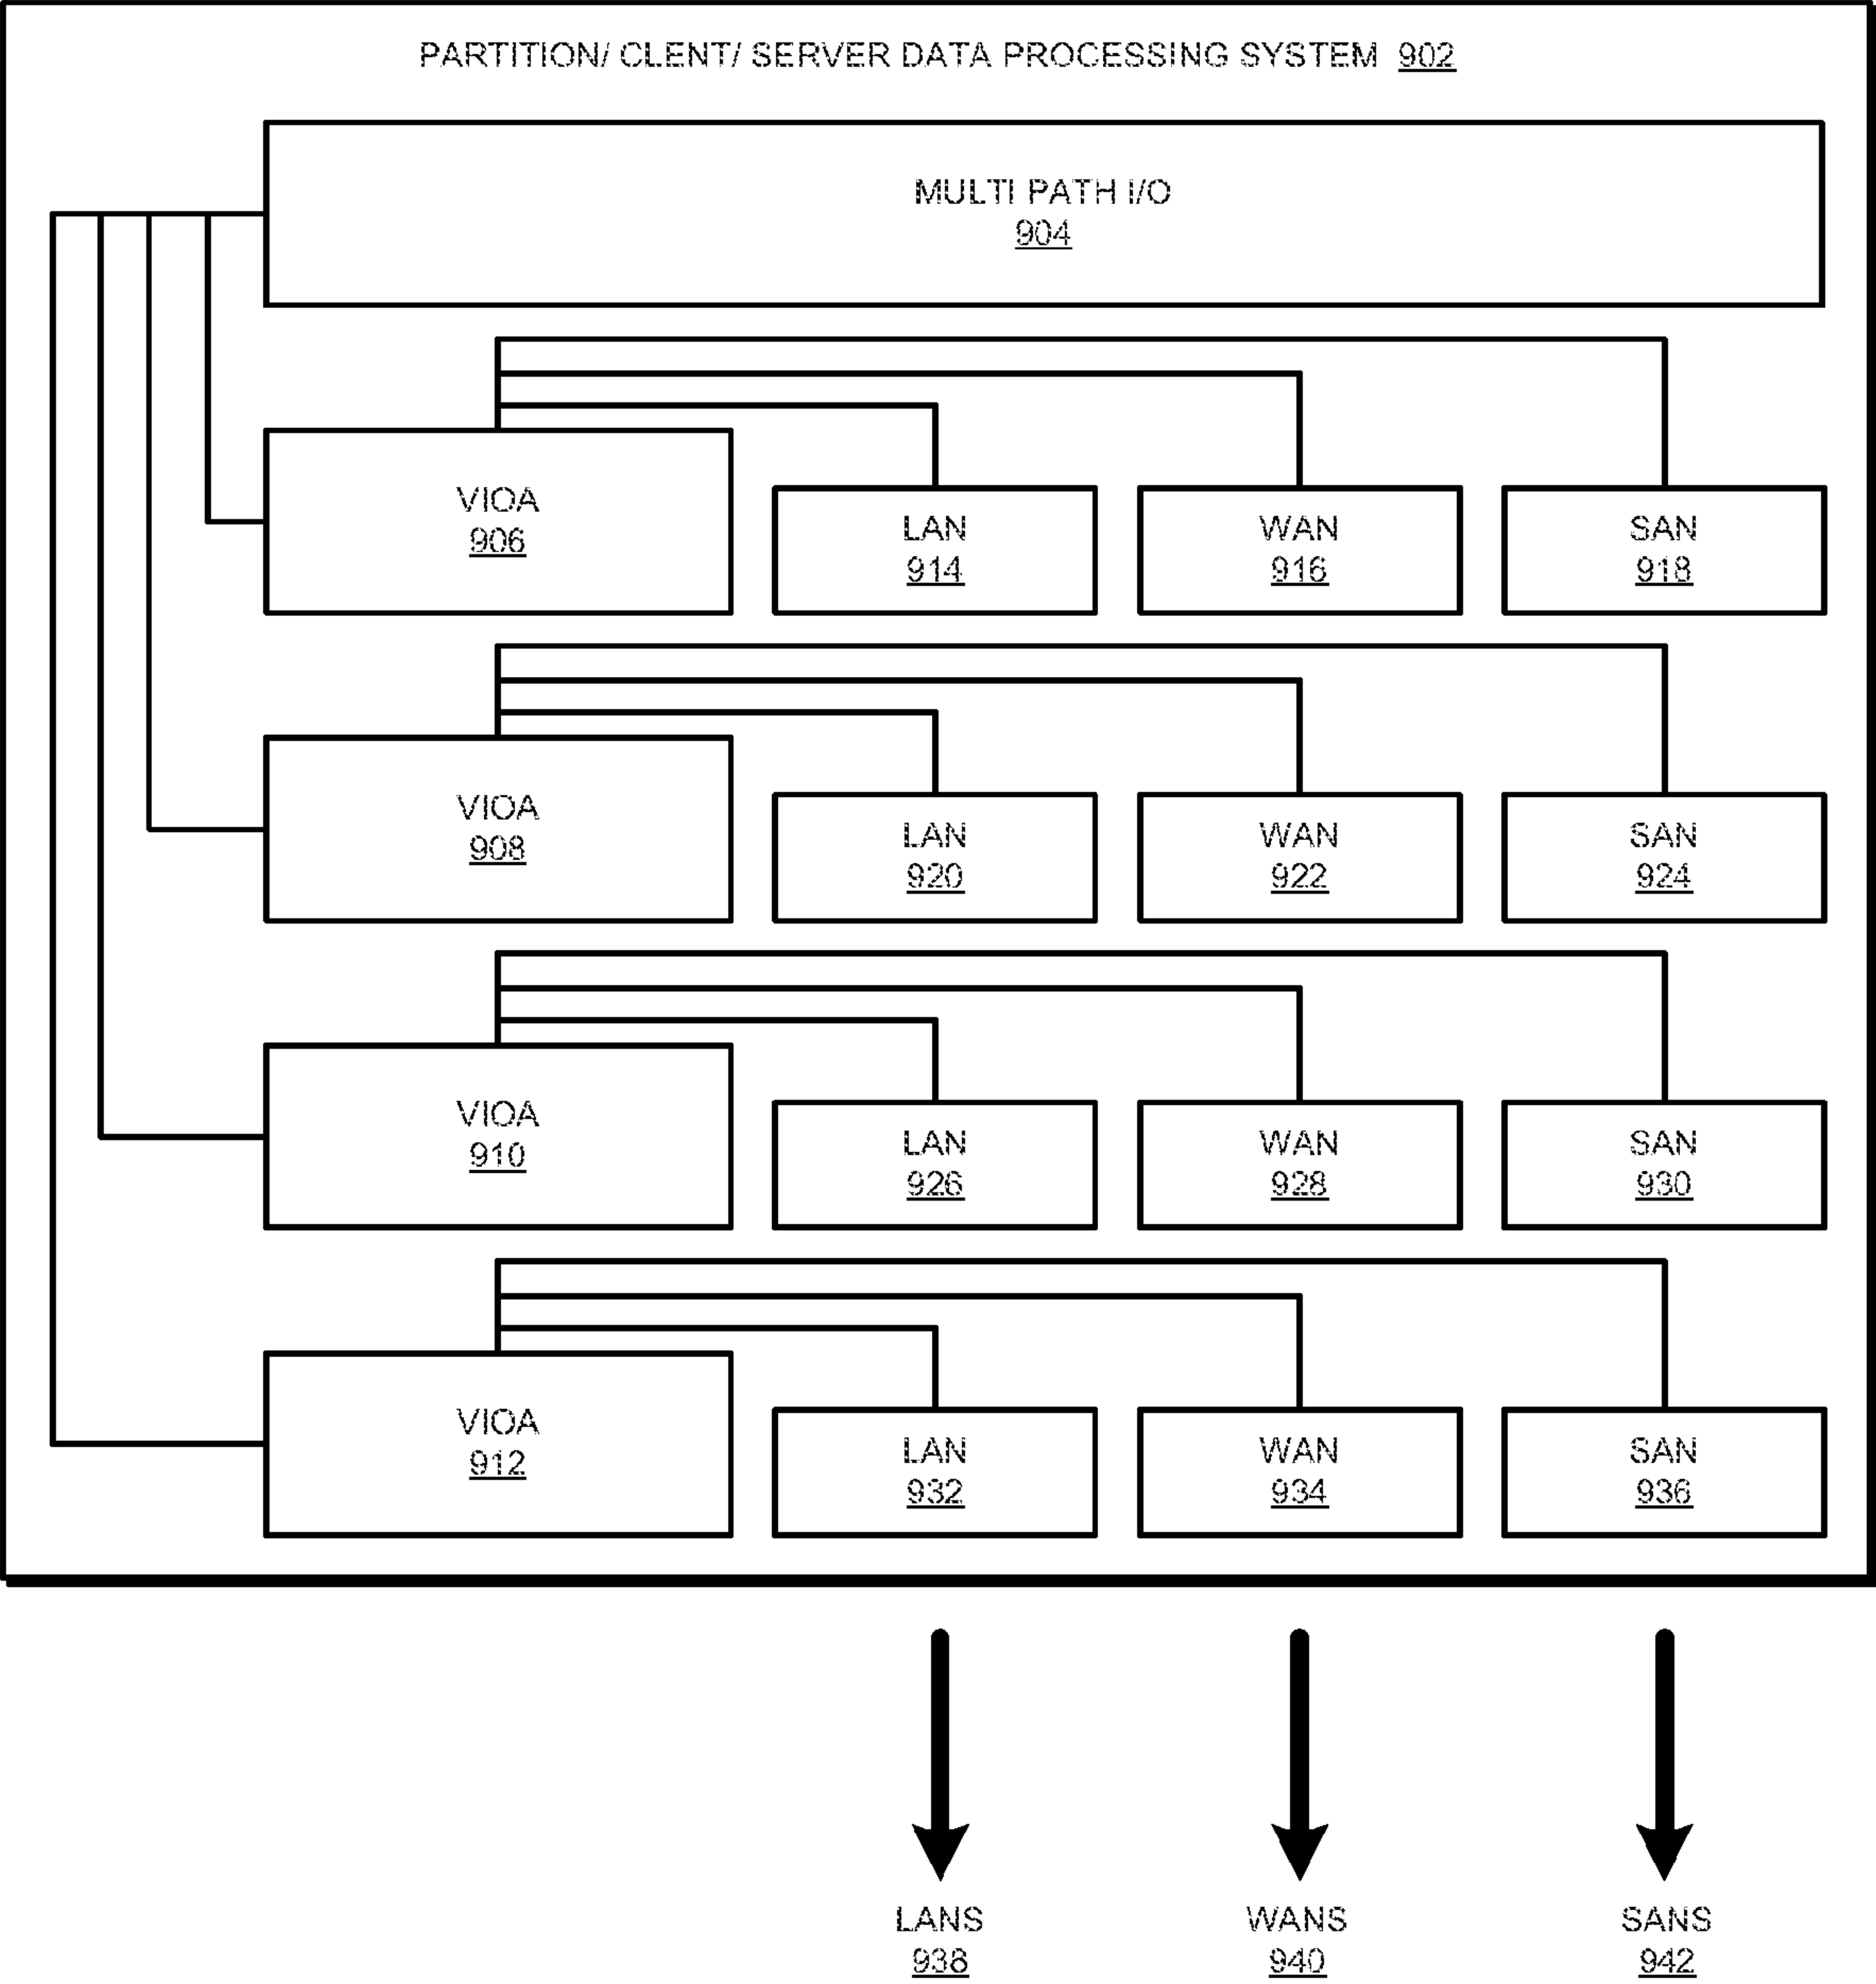 PARTITION/ CLENT/ SERVER DATA PROCESSING SYSTEM 902
MULTI PATH I/O
904
VIOA
906
LAN
914
WAN
916
SAN
918
VIOA
908
LAN
920
WAN
922
SAN
924
VIOA
910
LAN
926
WAN
928
SAN
930
VIOA
912
LAN
932
WAN
934
SAN
936
LANS
938
WANS
940
SANS
942